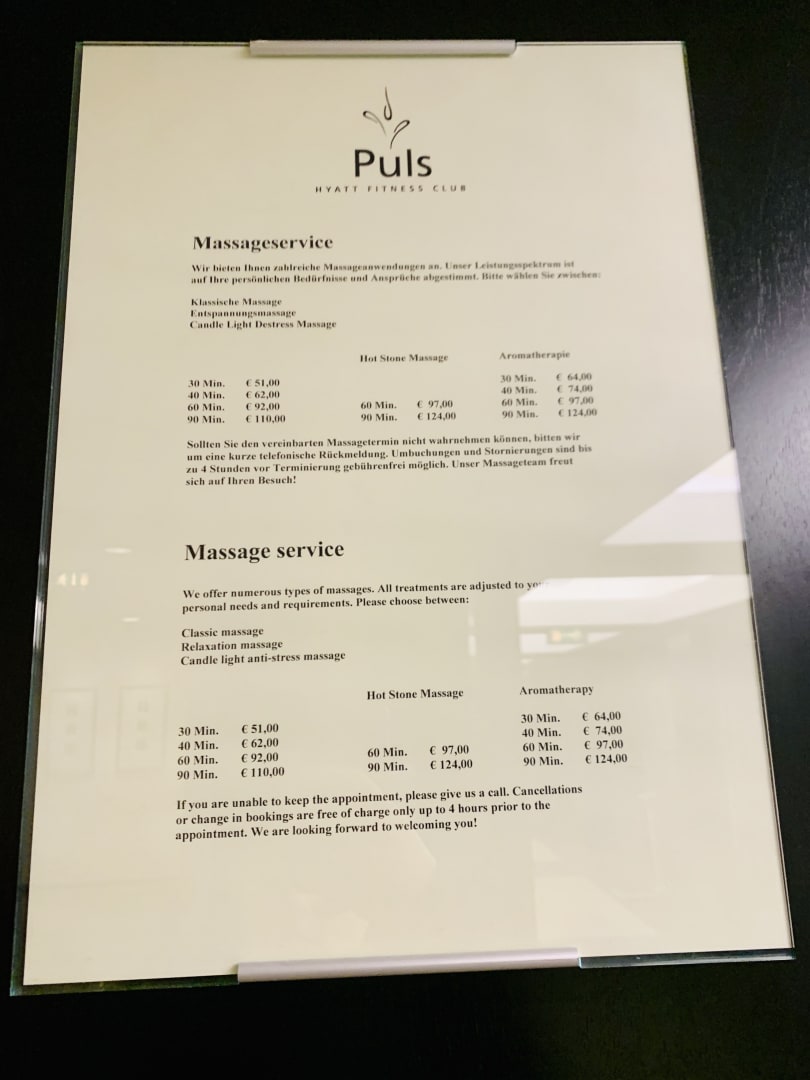 Puls
HYATT FITNESS CLUB
Massageservice
Wir bieten Ihnen zahlreiche Massageanwendungen an. Unser Leistungsspektrum ist
auf Ihre persönlichen Bedürfnisse und Ansprüche abgestimmt. Bitte wählen Sie zwischen:
Klassische Massage
Entspannungsmassage
Candle Light Destress Massage
Hot Stone Massage Aromatherapie
30 Min. € 51,00 30 Min. € 64,00
40 Min. € 62,00 40 Min. € 74,00
60 Min. € 92,00 60 Min. € 97,00 60 Min. € 97,00
90 Min. € 110,00 90 Min. € 124,00 90 Min. € 124,00
Sollten Sie den vereinbarten Massagetermin nicht wahrnehmen können, bitten wir
um eine kurze telefonische Rückmeldung. Umbuchungen und Stornierungen sind bis
zu 4 Stunden vor Terminierung gebührenfrei möglich. Unser Massageteam freut
sich auf Ihren Besuch!
Massage service
We offer numerous types of massages. All treatments are adjusted to
personal needs and requirements. Please choose between:
Classic massage
Relaxation massage
Candle light anti-stress massage
Hot Stone Massage Aromatherapy
30 Min. € 51,00 30 Min. € 64,00
40 Min. € 62,00 40 Min. € 74,00
60 Min. € 92,00 60 Min. € 97,00 60 Min. € 97,00
90 Min. € 110,00 90 Min. € 124,00 90 Min. € 124,00
If you are unable to keep the appointment, please give us a call. Cancellations
or change in bookings are free of charge only up to 4 hours prior to the
appointment. We are looking forward to welcoming you!